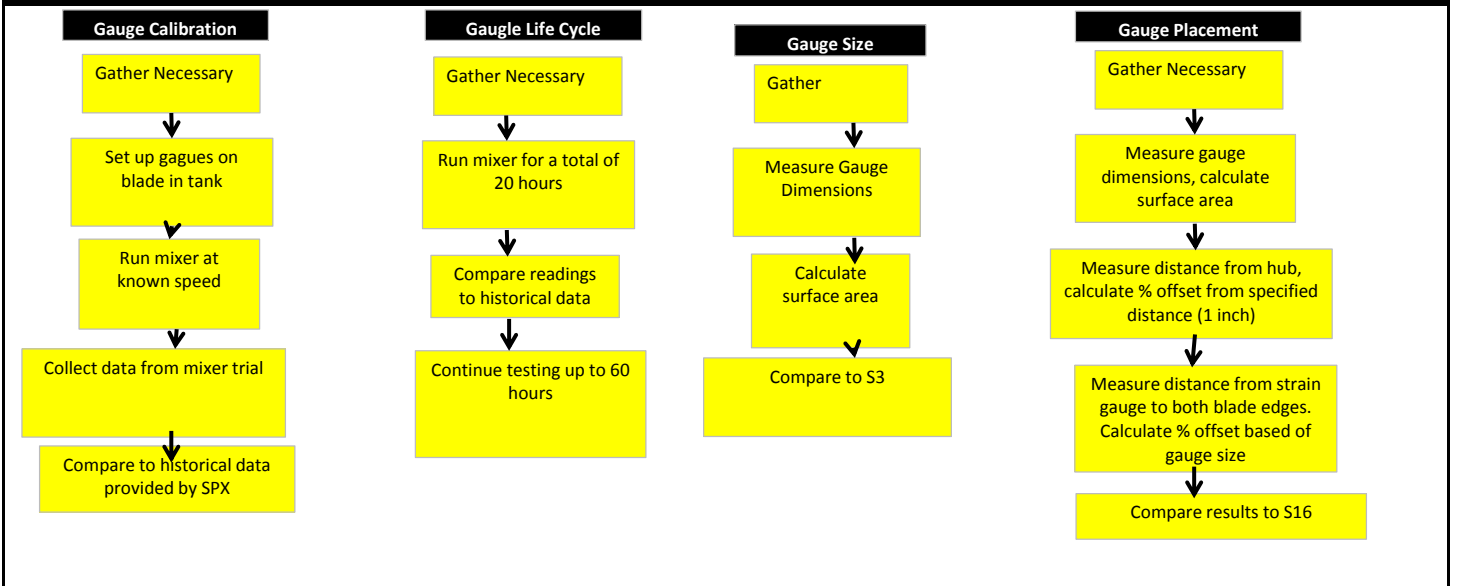 Gauge Calibration
Gather Necessary
Set up gagues on
blade in tank
Run mixer at
known speed
Collect data from mixer trial
Compare to historical data
provided by SPX
Gaugle Life Cycle
Gather Necessary
Run mixer for a total of
20 hours
Compare readings
to historical data
Continue testing up to 60
hours
Gauge Size
Gather
Measure Gauge
Dimensions
Calculate
surface area
Compare to S3
Gauge Placement
Gather Necessary
Measure gauge
dimensions, calculate
surface area
Measure distance from hub,
calculate % offset from specified
distance (1 inch)
Measure distance from strain
gauge to both blade edges.
Calculate % offset based of
gauge size
Compare results to S16